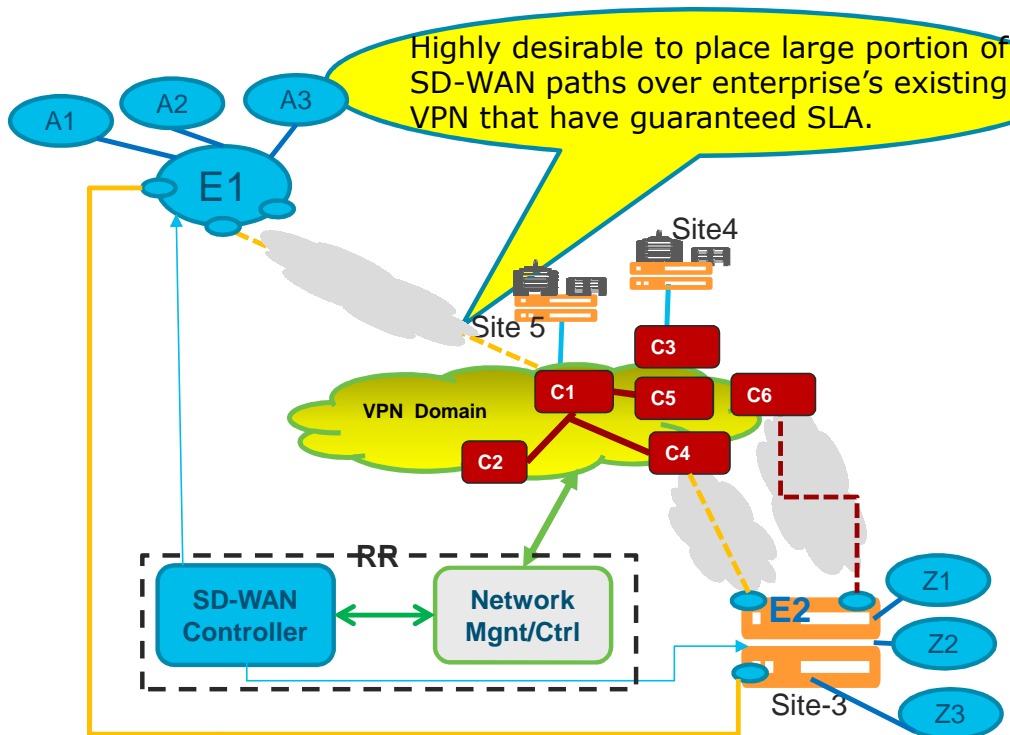 Highly desirable to place large portion of
SD-WAN paths over enterprise's existing
VPN that have guaranteed SLA.
A1
A2
A3
E1
Site4
Site 5
C3
C1
C5
C6
VPN Domain
C2
C4
RR
SD-WAN
Controller
Network
Mgnt/Ctrl
E2
Z1
Z2
Site-3
Z3